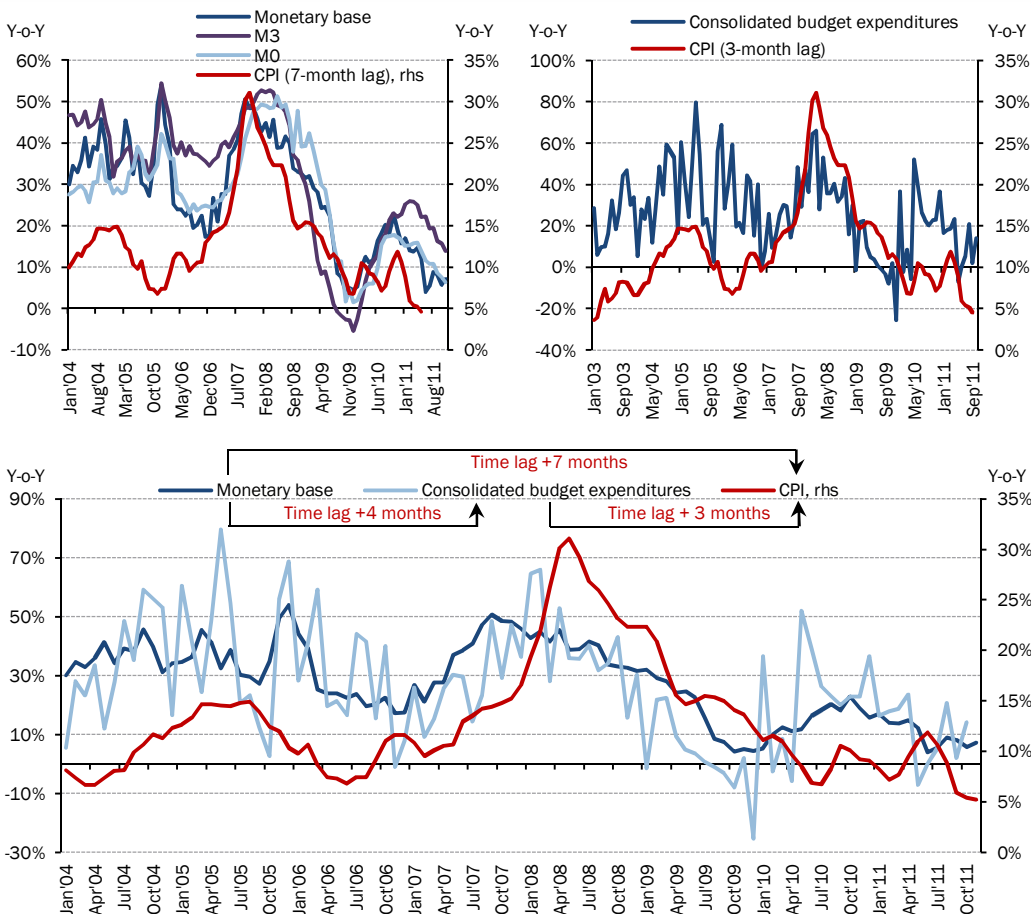 Monetary base
M3
M0
CPI (7-month lag), rhs
Y-o-Y
Y-o-Y
60%
50%
40%
30%
20%
10%
0%
-10%
35%
30%
25%
20%
15%
10%
5%
0%
Jan'04
Aug'04
Mar'05
Oct'05
May'06
Dec'06
Jul'07
Feb'08
Sep'08
Apr'09
Nov'09
Jun'10
Jan'11
Aug'11
Consolidated budget expenditures
CPI (3-month lag)
Y-o-Y
Y-o-Y
100%
80%
60%
40%
20%
0%
-20%
-40%
35%
30%
25%
20%
15%
10%
5%
0%
Jan'03
Sep'03
May'04
Jan'05
Sep'05
May'06
Jan'07
Sep'07
May'08
Jan'09
Sep'09
May'10
Jan'11
Sep'11
Time lag +7 months
Y-o-Y
Y-o-Y
Monetary base
Consolidated budget expenditures
CPI, rhs
Time lag +4 months
Time lag + 3 months
90%
70%
50%
30%
10%
-10%
-30%
35%
30%
25%
20%
15%
10%
5%
0%
Jan'04
Apr'04
Jul'04
Oct'04
Jan'05
Apr'05
Jul'05
Oct'05
Jan'06
Apr'06
Jul'06
Oct'06
Jan'07
Apr'07
Jul'07
Oct'07
Jan'08
Apr'08
Jul'08
Oct'08
Jan'09
Apr'09
Jul'09
Oct'09
Jan'10
Apr'10
Jul'10
Oct'10
Jan'11
Apr'11
Jul'11
Oct'11